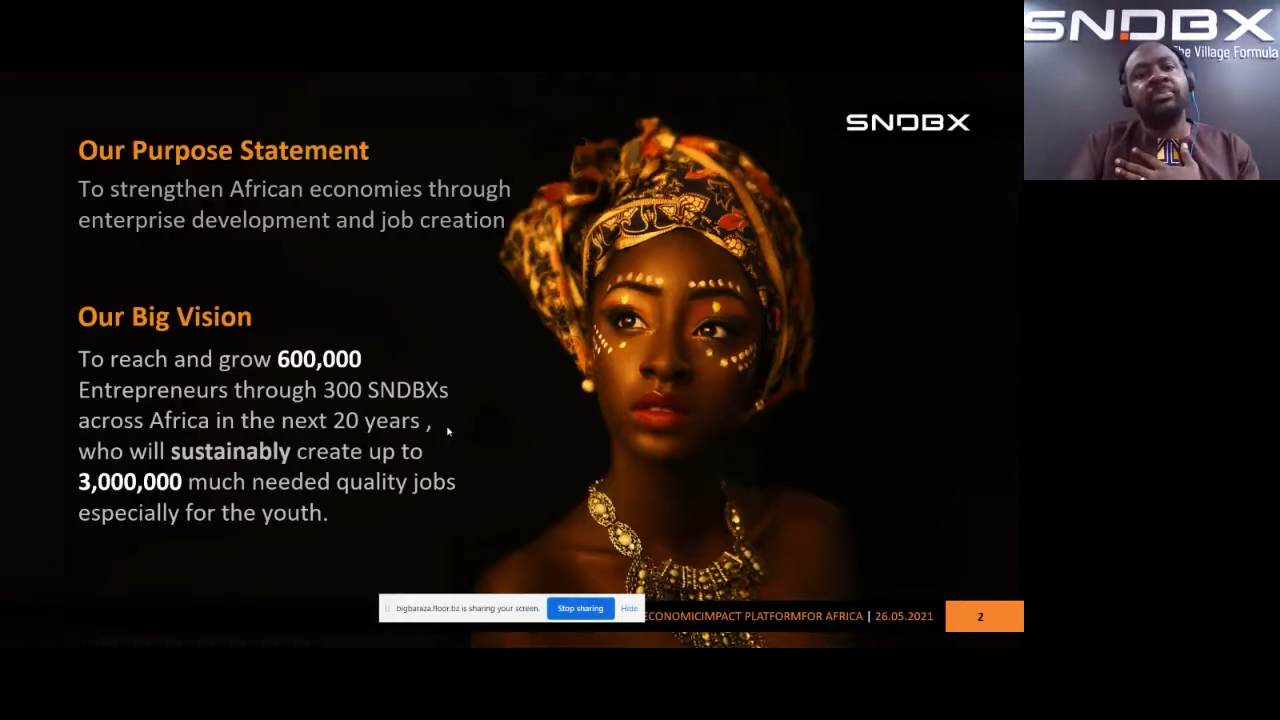 SNDBX
The Village Formula
SNDBX
Our Purpose Statement
To strengthen African economies through
enterprise development and job creation
Our Big Vision
To reach and grow 600,000
Entrepreneurs through 300 SNDBXs
across Africa in the next 20 years ,
who will sustainably create up to
3,000,000 much needed quality jobs
especially for the youth.
bigbaraza.floor.bz is sharing your screen. Stop sharing Hide
ECONOMICIMPACT PLATFORMFOR AFRICA | 26.05.2021 2